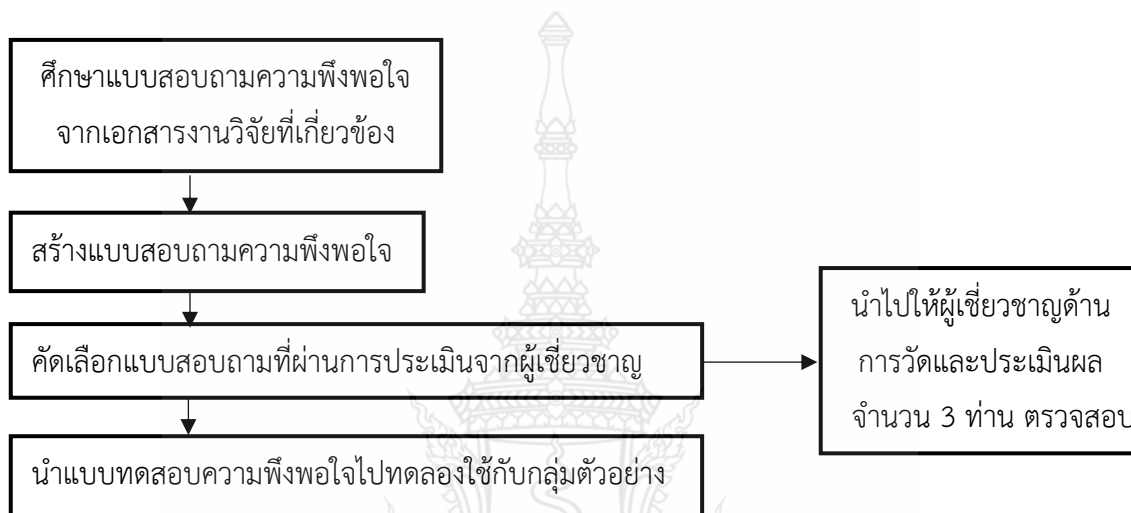 ศึกษาแบบสอบถามความพึงพอใจ
จากเอกสารงานวิจัยที่เกี่ยวข้อง
สร้างแบบสอบถามความพึงพอใจ
คัดเลือกแบบสอบถามที่ผ่านการประเมินจากผู้เชี่ยวชาญ
นำไปให้ผู้เชี่ยวชาญด้าน
การวัดและประเมินผล
จำนวน 3 ท่าน ตรวจสอบ
นำแบบทดสอบความพึงพอใจไปทดลองใช้กับกลุ่มตัวอย่าง